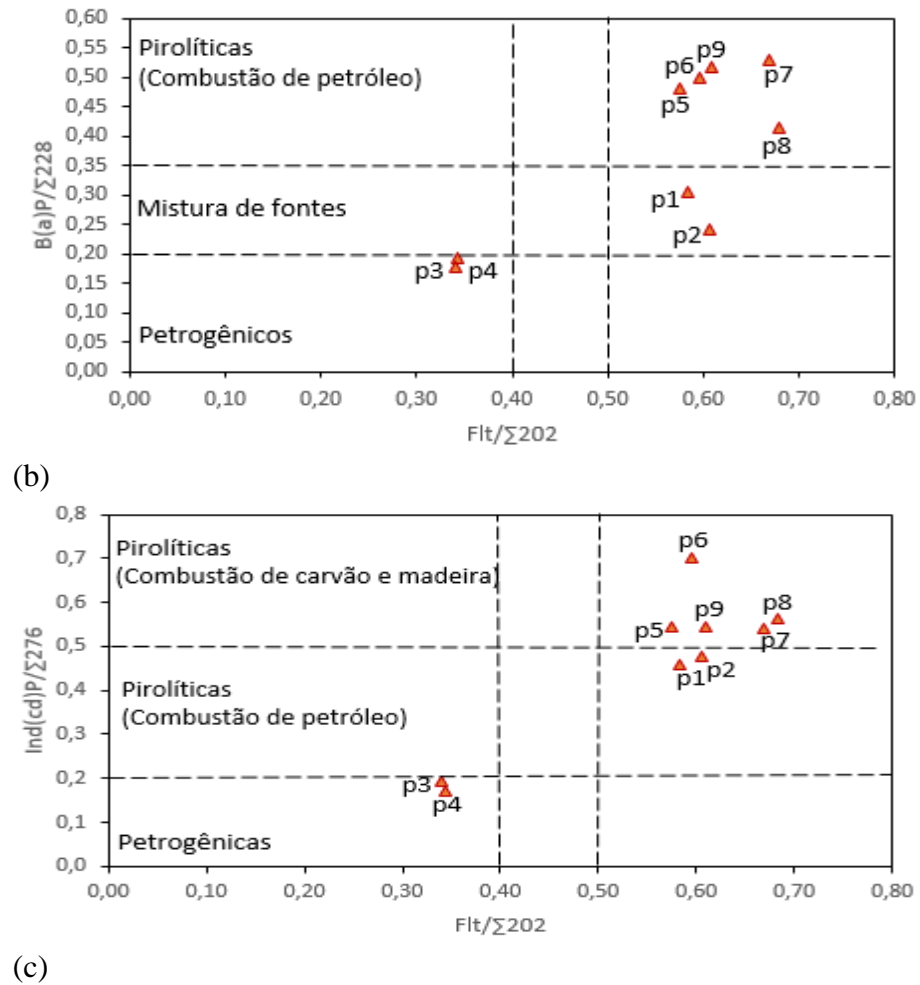 0,60
0,55
0,50
0,45
0,40
0,35
0,30
0,25
0,20
0,15
0,10
0,05
0,00
B(a)P/∑228
Pirolíticas
(Combustão de petróleo)
Mistura de fontes
Petrogênicos
p6 p9
p5
p7
p8
p1
p2
p3 p4
0,00 0,10 0,20 0,30 0,40 0,50 0,60 0,70 0,80
Flt/∑202
(b)
0,8
0,7
0,6
0,5
0,4
0,3
0,2
0,1
0,0
Ind(cd)P/∑276
Pirolíticas
(Combustão de carvão e madeira)
Pirolíticas
(Combustão de petróleo)
Petrogênicas
p6
p5 p9 p8
p7
p1 p2
p3
p4
0,00 0,10 0,20 0,30 0,40 0,50 0,60 0,70 0,80
Flt/∑202
(c)